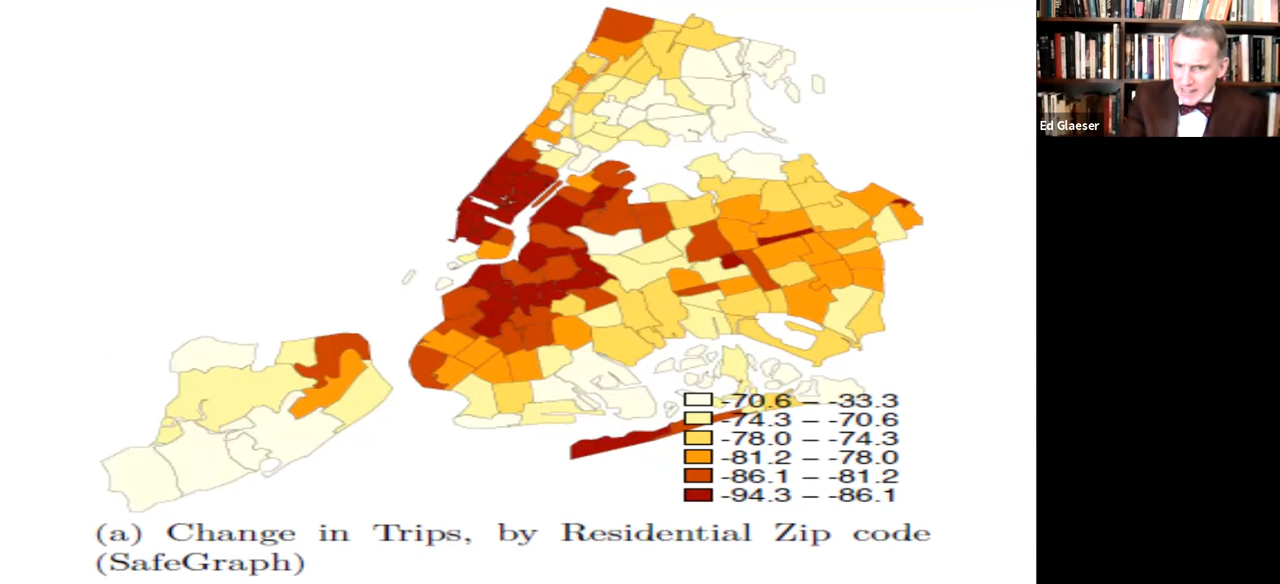 Ed Glaeser
-70.6 – -33.3
-74.3 – -70.6
-78.0 – -74.3
-81.2 – -78.0
-86.1 – -81.2
-94.3 – -86.1
(a) Change in Trips, by Residential Zip code
(SafeGraph)